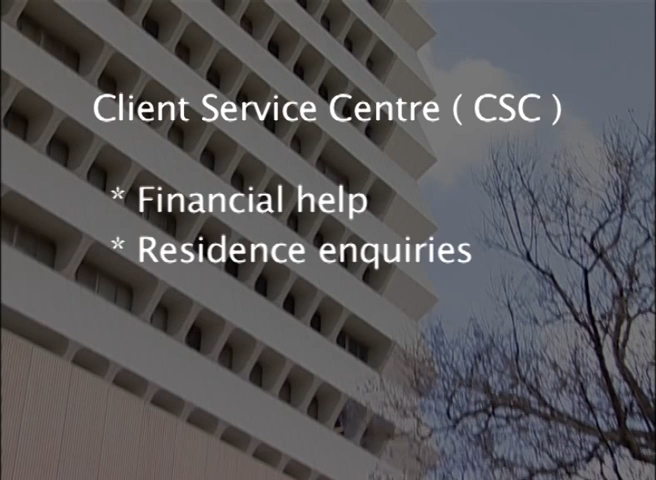 Client Service Centre ( CSC )
* Financial help
* Residence enquiries